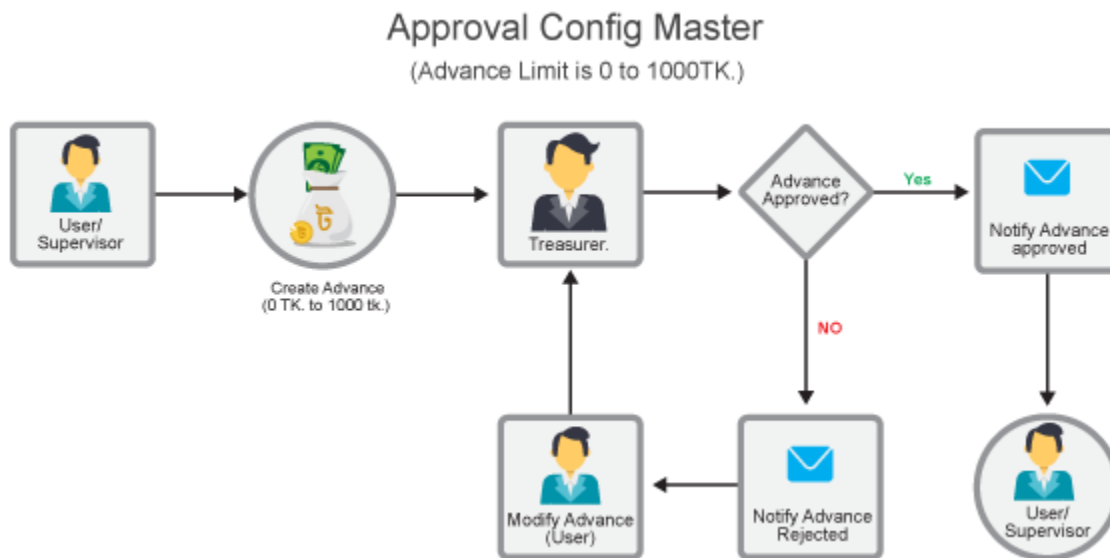 Approval Config Master
(Advance Limit is 0 to 1000TK.)
User/
Supervisor
৳
Create Advance
(0 TK. to 1000 tk.)
Treasurer.
Advance
Approved?
Yes
Notify Advance
approved
NO
Modify Advance
(User)
Notify Advance
Rejected
User/
Supervisor